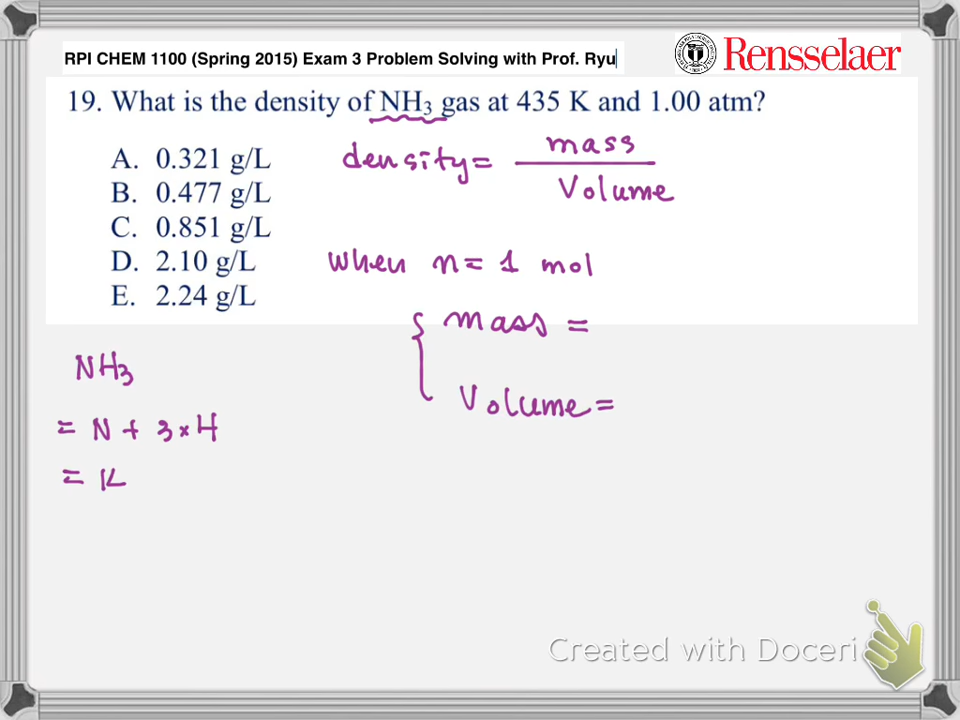 RPI CHEM 1100 (Spring 2015) Exam 3 Problem Solving with Prof. Ryu
Rensselaer
19. What is the density of NH₃ gas at 435 K and 1.00 atm?
A. 0.321 g/L
B. 0.477 g/L
C. 0.851 g/L
D. 2.10 g/L
E. 2.24 g/L
density = mass
Volume
when n = 1 mol
{ mass =
Volume =
NH₃
= N + 3 × H
=
Created with Doceri